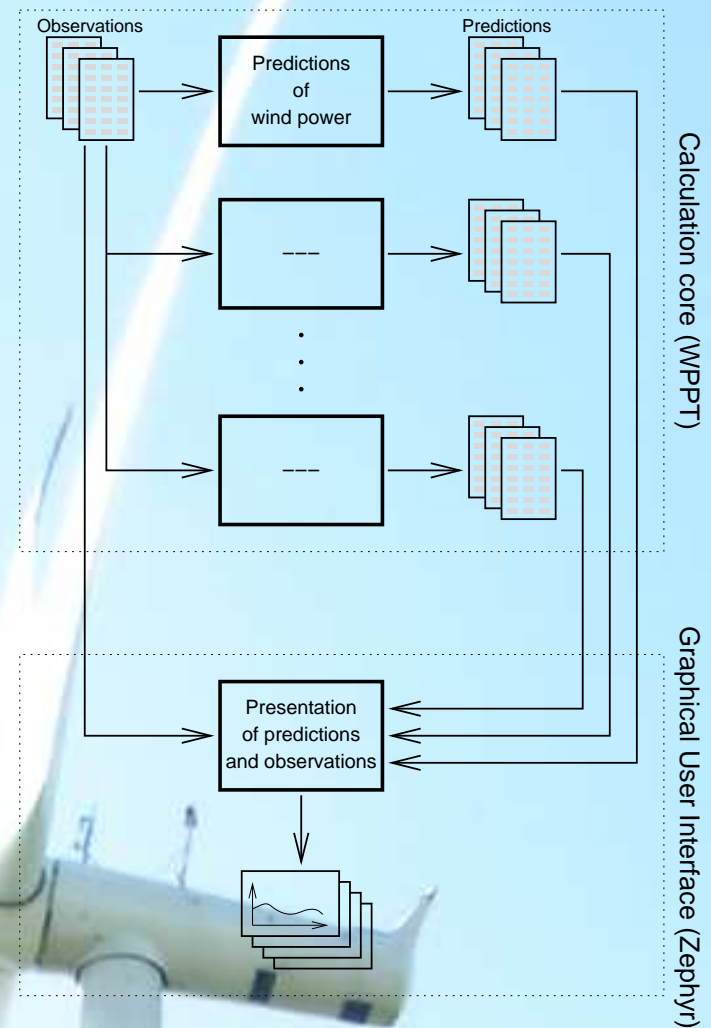 Observations
Predictions
of
wind power
Predictions
---
---
Calculation core (WPPT)
Presentation
of predictions
and observations
Graphical User Interface (Zephyr)